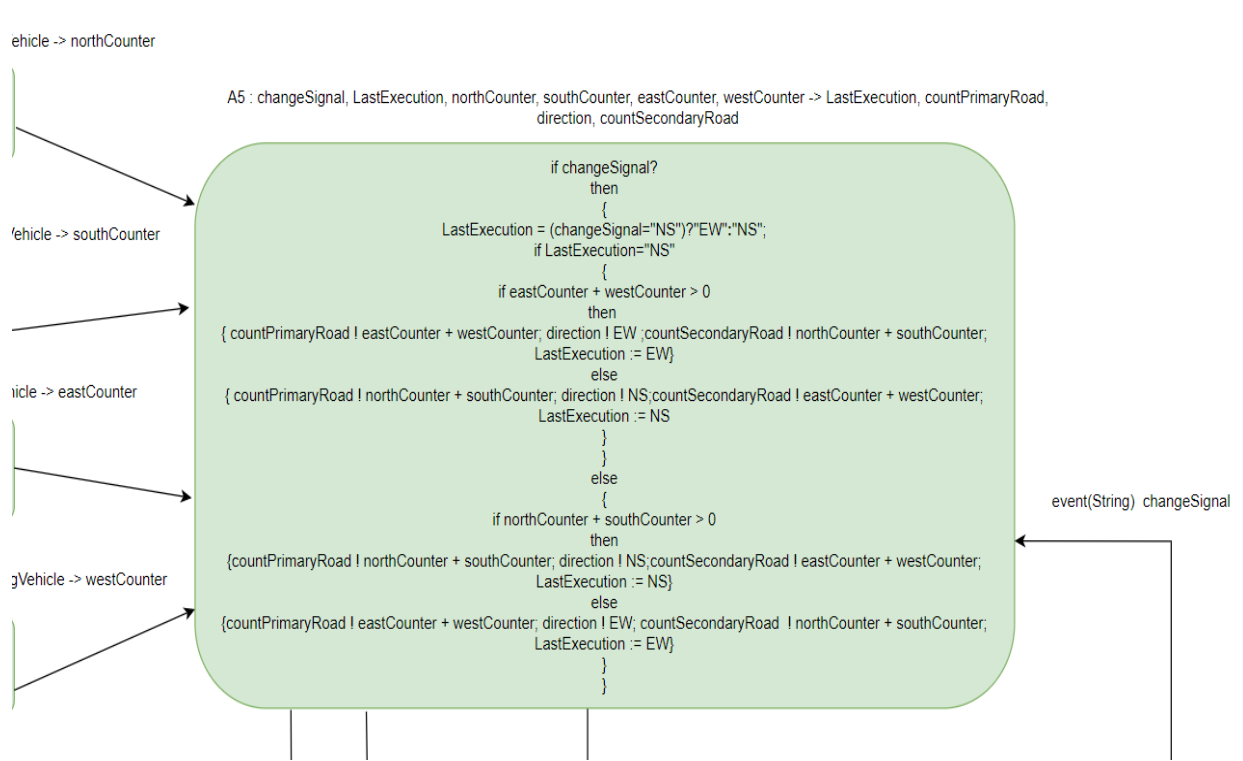 ehicle -> northCounter
A5 : changeSignal, LastExecution, northCounter, southCounter, eastCounter, westCounter -> LastExecution, countPrimaryRoad,
direction, countSecondaryRoad
if changeSignal?
then
{
LastExecution = (changeSignal="NS")?"EW":"NS";
if LastExecution="NS"
{
if eastCounter + westCounter > 0
then
{ countPrimaryRoad ! eastCounter + westCounter; direction ! EW ;countSecondaryRoad ! northCounter + southCounter;
LastExecution := EW}
else
{ countPrimaryRoad ! northCounter + southCounter; direction ! NS;countSecondaryRoad ! eastCounter + westCounter;
LastExecution := NS
}
}
else
{
if northCounter + southCounter > 0
then
{countPrimaryRoad ! northCounter + southCounter; direction ! NS;countSecondaryRoad ! eastCounter + westCounter;
LastExecution := NS}
else
{countPrimaryRoad ! eastCounter + westCounter; direction ! EW; countSecondaryRoad  ! northCounter + southCounter;
LastExecution := EW}
}
}
Vehicle -> southCounter
hicle -> eastCounter
gVehicle -> westCounter
event(String)  changeSignal